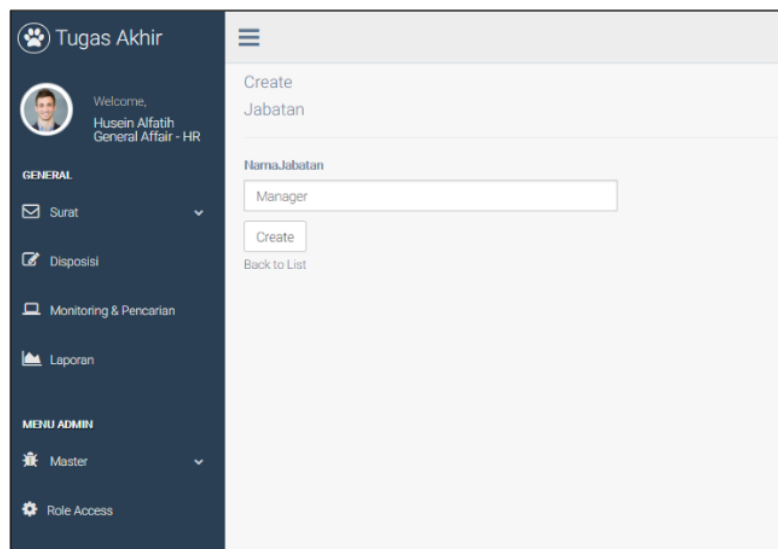 Tugas Akhir
Welcome,
Husein Alfatih
General Affair - HR
GENERAL
Surat
Disposisi
Monitoring & Pencarian
Laporan
MENU ADMIN
Master
Role Access
Create
Jabatan
NamaJabatan
Manager
Create
Back to List